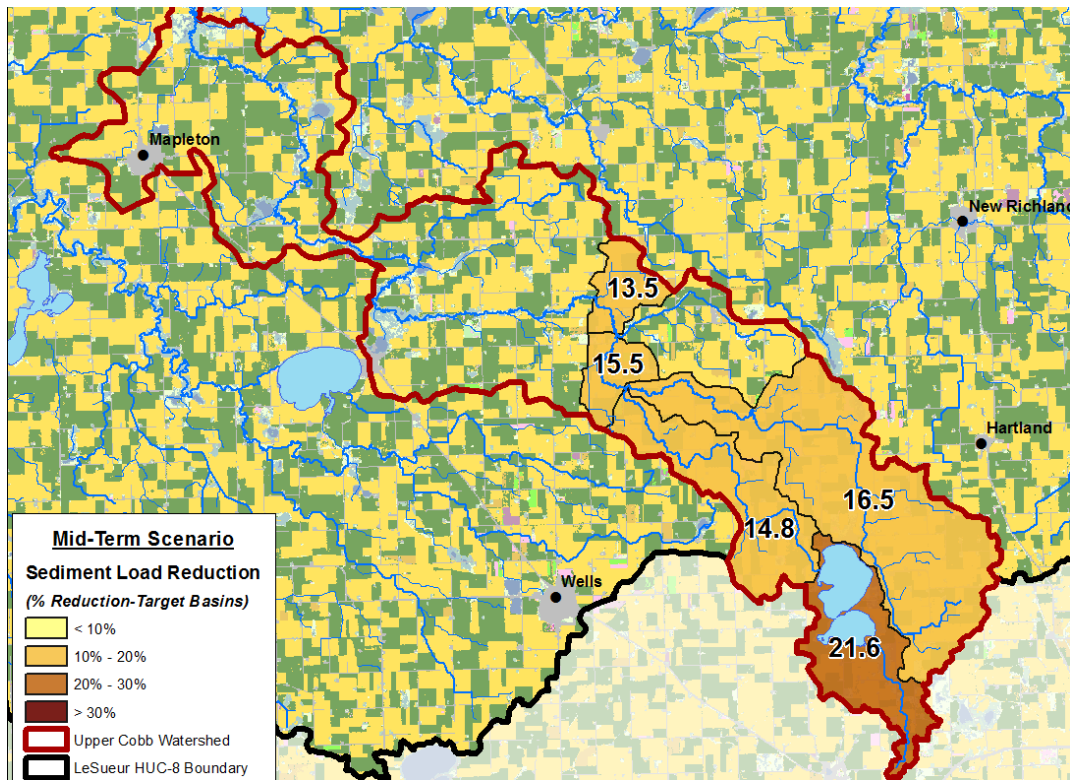 Mapleton
New Richland
13.5
15.5
Hartland
16.5
14.8
Wells
21.6
Mid-Term Scenario
Sediment Load Reduction
(% Reduction-Target Basins)
< 10%
10% - 20%
20% - 30%
> 30%
Upper Cobb Watershed
LeSueur HUC-8 Boundary